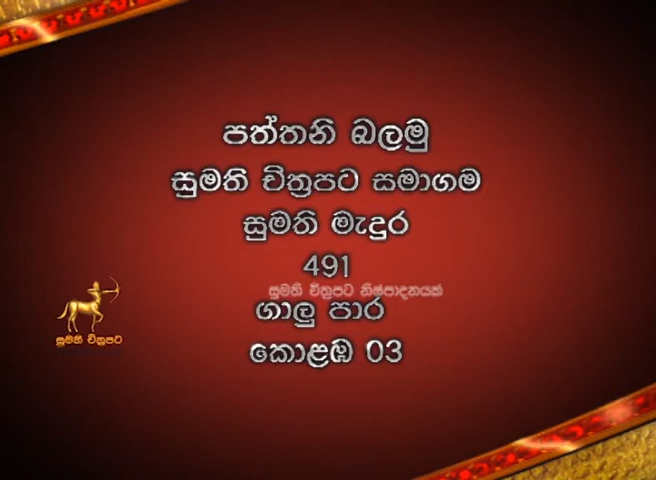 පත්තනි බලමු
සුමති චිත්‍රපට සමාගම
සුමති මැදුර
491
සුමති චිත්‍රපට නිෂ්පාදනයක්
ගාලු පාර
කොළඹ 03
සුමති චිත්‍රපට